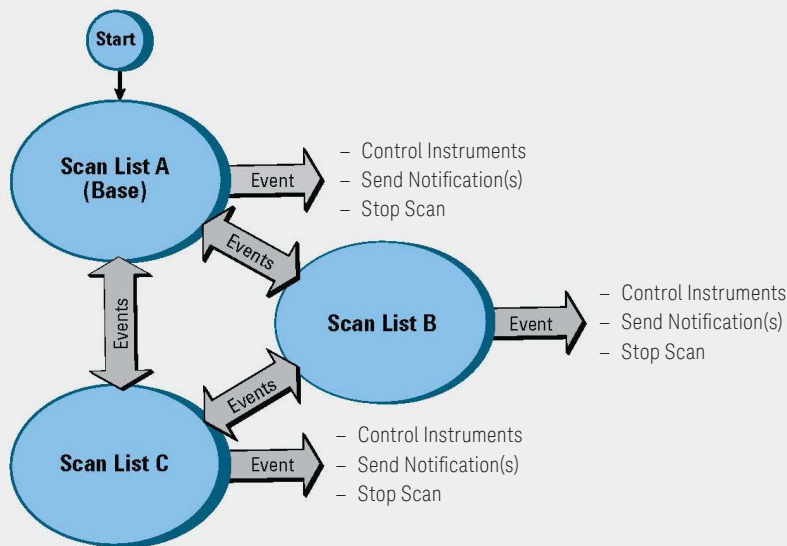 Start
Scan List A
(Base)
Event
– Control Instruments
– Send Notification(s)
– Stop Scan
Events
Events
Scan List B
Event
– Control Instruments
– Send Notification(s)
– Stop Scan
Events
Scan List C
Event
– Control Instruments
– Send Notification(s)
– Stop Scan